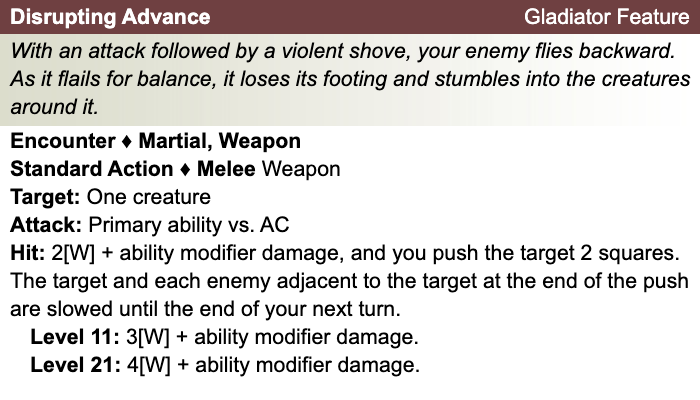 Disrupting Advance Gladiator Feature
With an attack followed by a violent shove, your enemy flies backward.
As it flails for balance, it loses its footing and stumbles into the creatures
around it.
Encounter ♦ Martial, Weapon
Standard Action ♦ Melee Weapon
Target: One creature
Attack: Primary ability vs. AC
Hit: 2[W] + ability modifier damage, and you push the target 2 squares.
The target and each enemy adjacent to the target at the end of the push
are slowed until the end of your next turn.
Level 11: 3[W] + ability modifier damage.
Level 21: 4[W] + ability modifier damage.